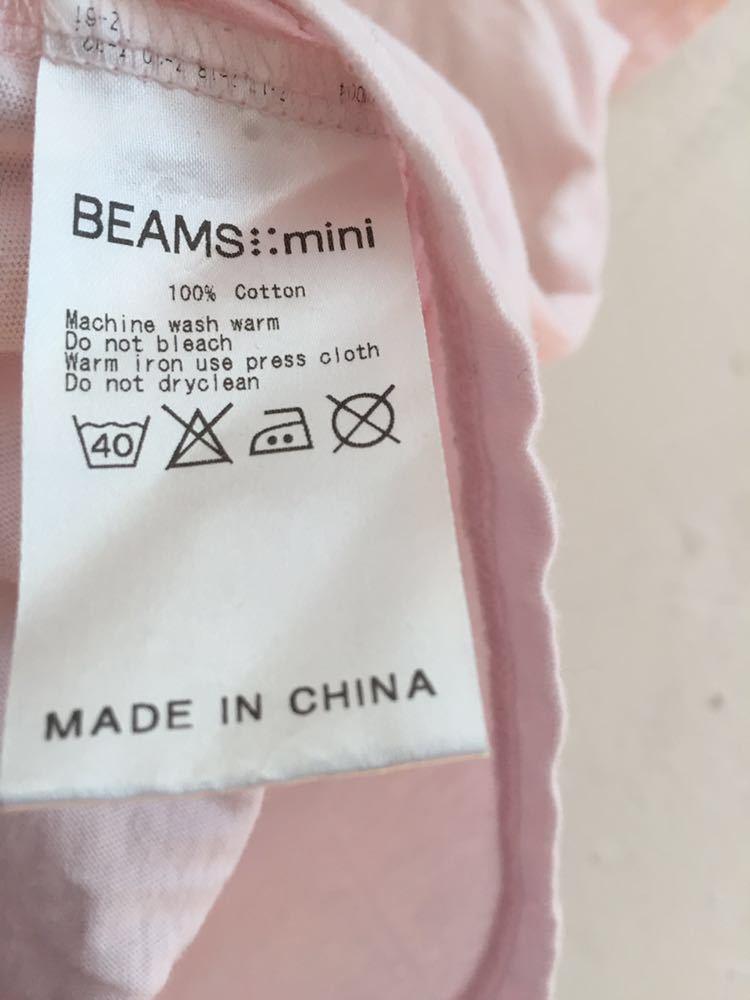 BEAMS mini
100% Cotton
Machine wash warm
Do not bleach
Warm iron use press cloth
Do not dryclean
40
MADE IN CHINA